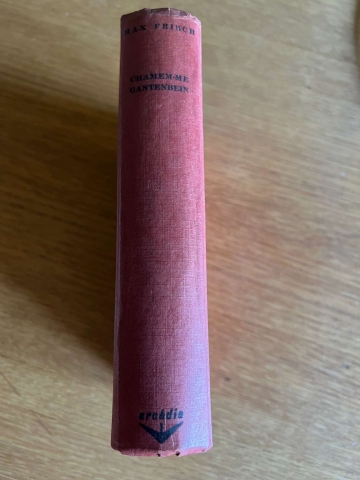 MAX FRISCH
CHAMEM-ME
GANTENBEIN
arcádia